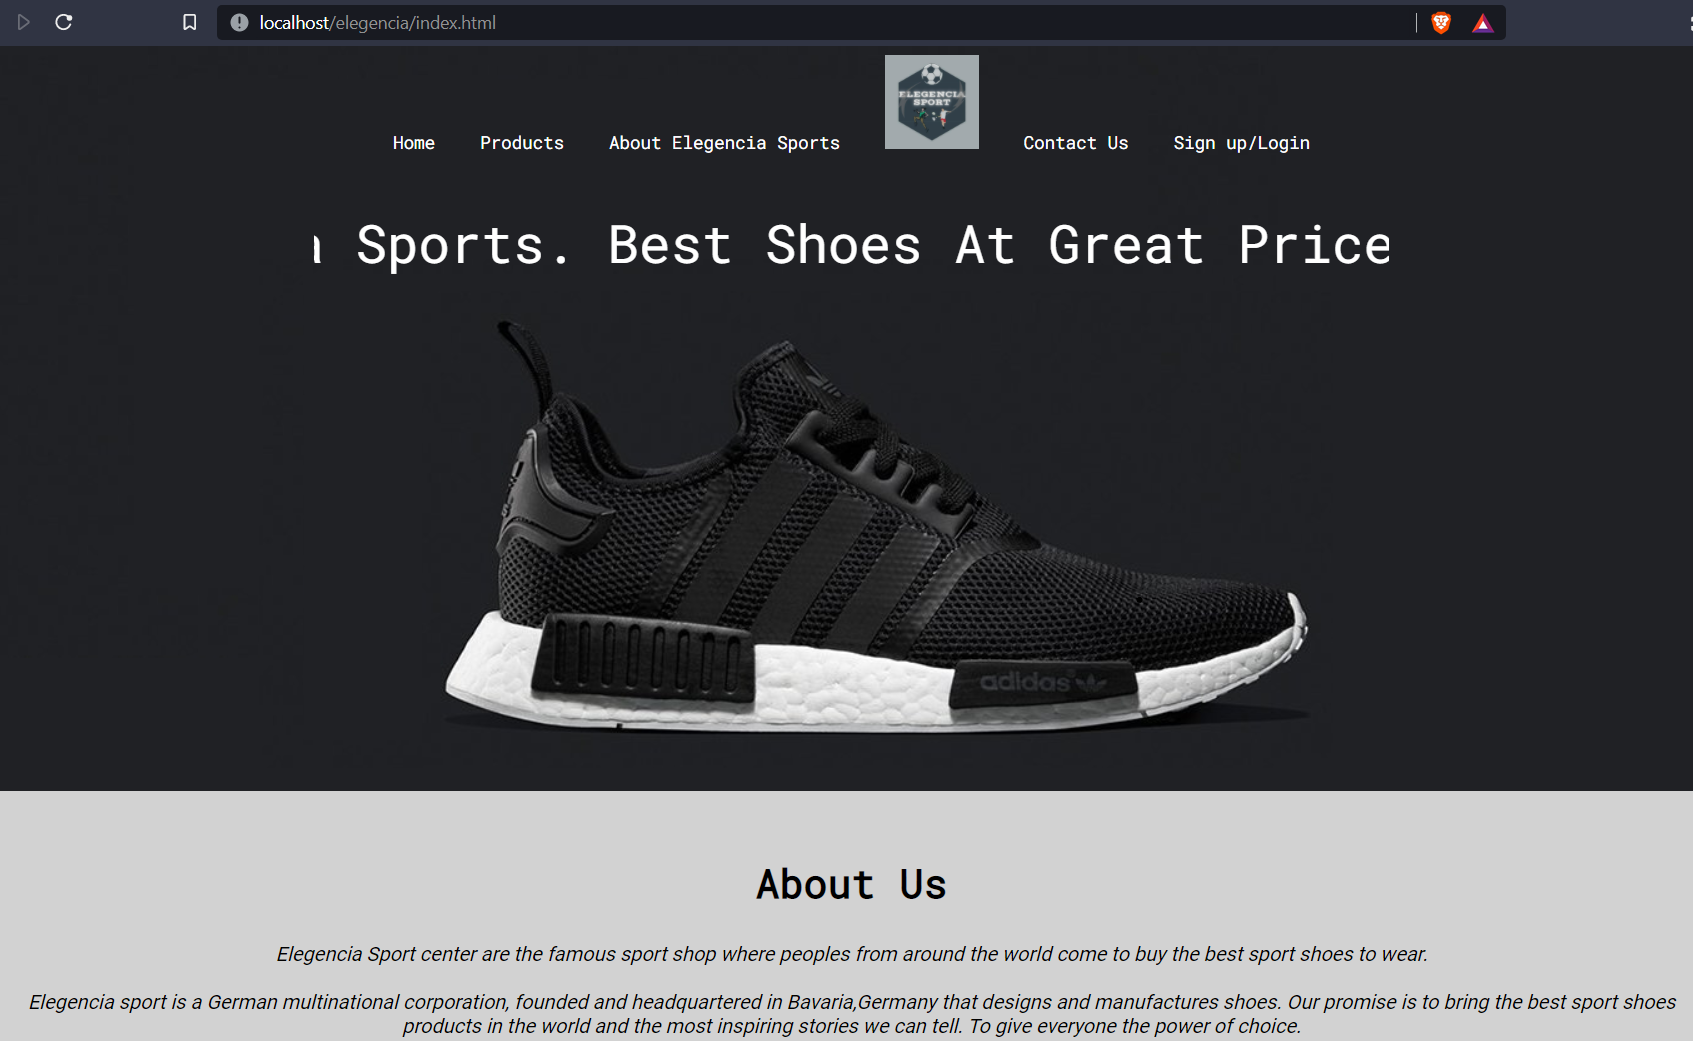 localhost/elegencia/index.html
ELEGENCIA
SPORT
Home Products About Elegencia Sports Contact Us Sign up/Login
Sports. Best Shoes At Great Price
adidas
About Us
Elegencia Sport center are the famous sport shop where peoples from around the world come to buy the best sport shoes to wear.
Elegencia sport is a German multinational corporation, founded and headquartered in Bavaria,Germany that designs and manufactures shoes. Our promise is to bring the best sport shoes
products in the world and the most inspiring stories we can tell. To give everyone the power of choice.